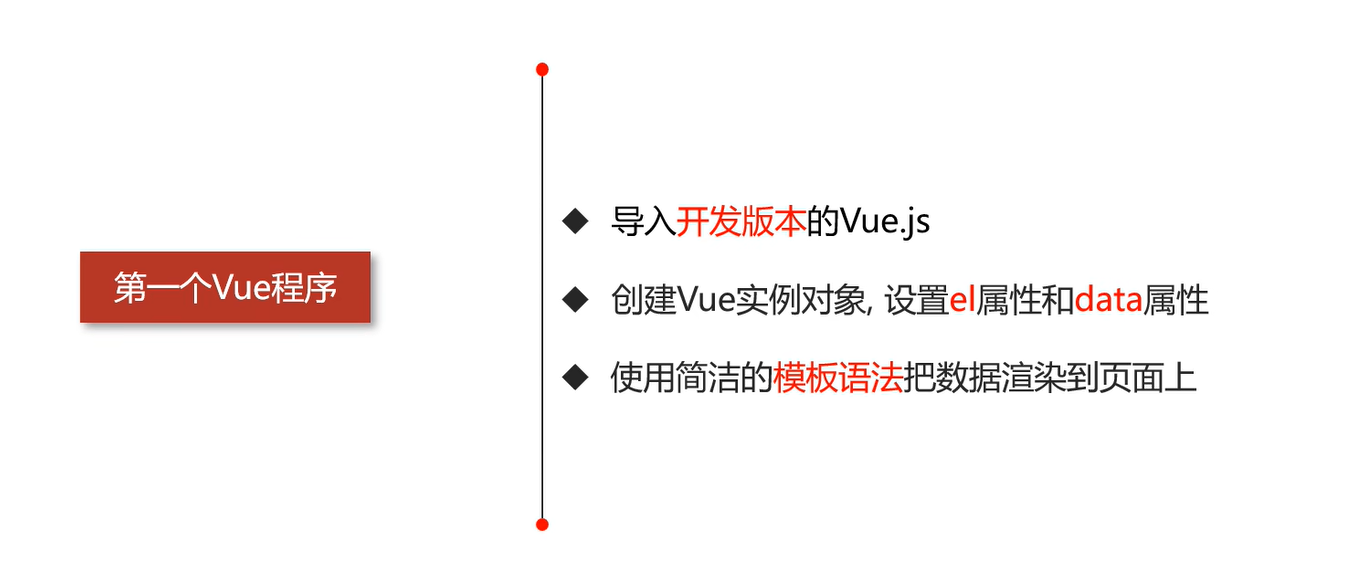 第一个Vue程序
导入开发版本的Vue.js
创建Vue实例对象, 设置el属性和data属性
使用简洁的模板语法把数据渲染到页面上